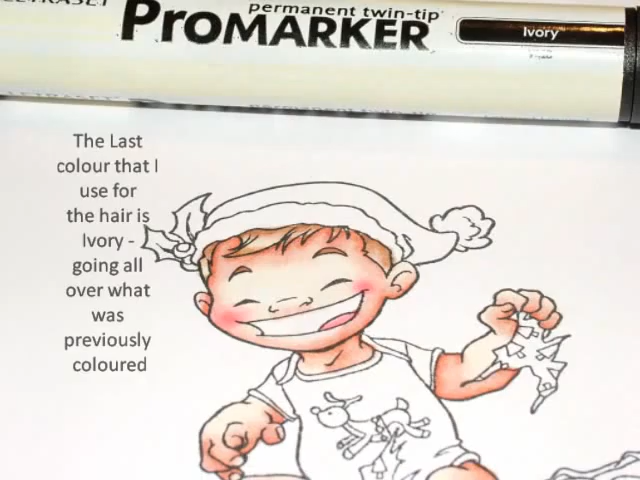 permanent twin-tip
PROMARKER
Ivory
The Last
colour that I
use for
the hair is
Ivory -
going all
over what
was
previously
coloured